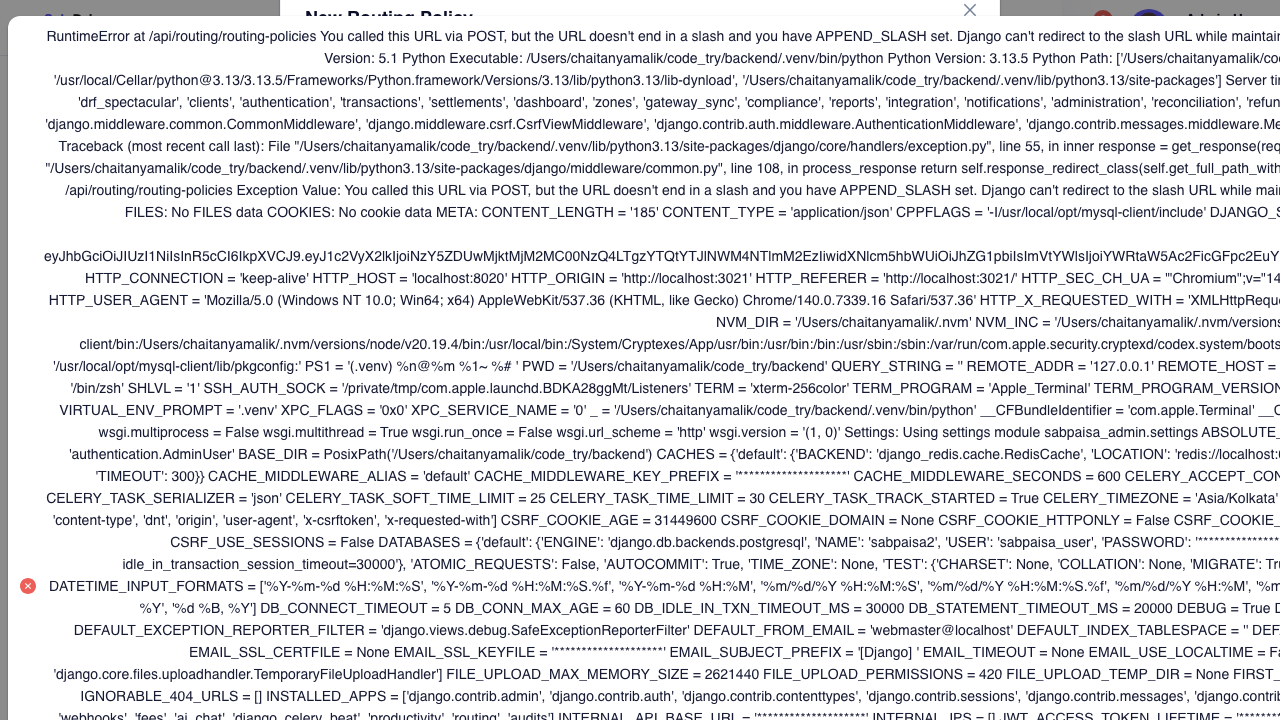 New Routing Policy
RuntimeError at /api/routing/routing-policies You called this URL via POST, but the URL doesn't end in a slash and you have APPEND_SLASH set. Django can't redirect to the slash URL while maintain
Version: 5.1 Python Executable: /Users/chaitanyamalik/code_try/backend/.venv/bin/python Python Version: 3.13.5 Python Path: ['/Users/chaitanyamalik/co
'/usr/local/Cellar/python@3.13/3.13.5/Frameworks/Python.framework/Versions/3.13/lib/python3.13/lib-dynload', '/Users/chaitanyamalik/code_try/backend/.venv/lib/python3.13/site-packages'] Server tim
'drf_spectacular', 'clients', 'authentication', 'transactions', 'settlements', 'dashboard', 'zones', 'gateway_sync', 'compliance', 'reports', 'integration', 'notifications', 'administration', 'reconciliation', 'refun
'django.middleware.common.CommonMiddleware', 'django.middleware.csrf.CsrfViewMiddleware', 'django.contrib.auth.middleware.AuthenticationMiddleware', 'django.contrib.messages.middleware.Me
Traceback (most recent call last): File "/Users/chaitanyamalik/code_try/backend/.venv/lib/python3.13/site-packages/django/core/handlers/exception.py", line 55, in inner response = get_response(req
"/Users/chaitanyamalik/code_try/backend/.venv/lib/python3.13/site-packages/django/middleware/common.py", line 108, in process_response return self.response_redirect_class(self.get_full_path_with
/api/routing/routing-policies Exception Value: You called this URL via POST, but the URL doesn't end in a slash and you have APPEND_SLASH set. Django can't redirect to the slash URL while main
FILES: No FILES data COOKIES: No cookie data META: CONTENT_LENGTH = '185' CONTENT_TYPE = 'application/json' CPPFLAGS = '-I/usr/local/opt/mysql-client/include' DJANGO_S
HTTP_CONNECTION = 'keep-alive' HTTP_HOST = 'localhost:8020' HTTP_ORIGIN = 'http://localhost:3021' HTTP_REFERER = 'http://localhost:3021/' HTTP_SEC_CH_UA = '"Chromium";v="14
HTTP_USER_AGENT = 'Mozilla/5.0 (Windows NT 10.0; Win64; x64) AppleWebKit/537.36 (KHTML, like Gecko) Chrome/140.0.7339.16 Safari/537.36' HTTP_X_REQUESTED_WITH = 'XMLHttpReque
NVM_DIR = '/Users/chaitanyamalik/.nvm' NVM_INC = '/Users/chaitanyamalik/.nvm/versions
client/bin:/Users/chaitanyamalik/.nvm/versions/node/v20.19.4/bin:/usr/local/bin:/System/Cryptexes/App/usr/bin:/usr/bin:/bin:/usr/sbin:/sbin:/var/run/com.apple.security.cryptexd/codex.system/boots
'/usr/local/opt/mysql-client/lib/pkgconfig:' PS1 = '(.venv) %n@%m %1~ %# ' PWD = '/Users/chaitanyamalik/code_try/backend' QUERY_STRING = '' REMOTE_ADDR = '127.0.0.1' REMOTE_HOST =
'/bin/zsh' SHLVL = '1' SSH_AUTH_SOCK = '/private/tmp/com.apple.launchd.BDKA28ggMt/Listeners' TERM = 'xterm-256color' TERM_PROGRAM = 'Apple_Terminal' TERM_PROGRAM_VERSION
VIRTUAL_ENV_PROMPT = '.venv' XPC_FLAGS = '0x0' XPC_SERVICE_NAME = '0' _ = '/Users/chaitanyamalik/code_try/backend/.venv/bin/python' __CFBundleIdentifier = 'com.apple.Terminal'
wsgi.multiprocess = False wsgi.multithread = True wsgi.run_once = False wsgi.url_scheme = 'http' wsgi.version = '(1, 0)' Settings: Using settings module sabpaisa_admin.settings ABSOLUTE_
'authentication.AdminUser' BASE_DIR = PosixPath('/Users/chaitanyamalik/code_try/backend') CACHES = {'default': {'BACKEND': 'django_redis.cache.RedisCache', 'LOCATION': 'redis://localhost:
'TIMEOUT': 300}} CACHE_MIDDLEWARE_ALIAS = 'default' CACHE_MIDDLEWARE_KEY_PREFIX = '********************' CACHE_MIDDLEWARE_SECONDS = 600 CELERY_ACCEPT_CON
CELERY_TASK_SERIALIZER = 'json' CELERY_TASK_SOFT_TIME_LIMIT = 25 CELERY_TASK_TIME_LIMIT = 30 CELERY_TASK_TRACK_STARTED = True CELERY_TIMEZONE = 'Asia/Kolkata'
'content-type', 'dnt', 'origin', 'user-agent', 'x-csrftoken', 'x-requested-with'] CSRF_COOKIE_AGE = 31449600 CSRF_COOKIE_DOMAIN = None CSRF_COOKIE_HTTPONLY = False CSRF_COOKIE_
CSRF_USE_SESSIONS = False DATABASES = {'default': {'ENGINE': 'django.db.backends.postgresql', 'NAME': 'sabpaisa2', 'USER': 'sabpaisa_user', 'PASSWORD': '****************
idle_in_transaction_session_timeout=30000'}, 'ATOMIC_REQUESTS': False, 'AUTOCOMMIT': True, 'TIME_ZONE': None, 'TEST': {'CHARSET': None, 'COLLATION': None, 'MIGRATE': Tru
DATETIME_INPUT_FORMATS = ['%Y-%m-%d %H:%M:%S', '%Y-%m-%d %H:%M:%S.%f', '%Y-%m-%d %H:%M', '%m/%d/%Y %H:%M:%S', '%m/%d/%Y %H:%M:%S.%f', '%m/%d/%Y %H:%M', '%m
%Y', '%d %B, %Y'] DB_CONNECT_TIMEOUT = 5 DB_CONN_MAX_AGE = 60 DB_IDLE_IN_TXN_TIMEOUT_MS = 30000 DB_STATEMENT_TIMEOUT_MS = 20000 DEBUG = True D
DEFAULT_EXCEPTION_REPORTER_FILTER = 'django.views.debug.SafeExceptionReporterFilter' DEFAULT_FROM_EMAIL = 'webmaster@localhost' DEFAULT_INDEX_TABLESPACE = '' DEF
EMAIL_SSL_CERTFILE = None EMAIL_SSL_KEYFILE = '********************' EMAIL_SUBJECT_PREFIX = '[Django] ' EMAIL_TIMEOUT = None EMAIL_USE_LOCALTIME = Fa
'django.core.files.uploadhandler.TemporaryFileUploadHandler'] FILE_UPLOAD_MAX_MEMORY_SIZE = 2621440 FILE_UPLOAD_PERMISSIONS = 420 FILE_UPLOAD_TEMP_DIR = None FIRST_
IGNORABLE_404_URLS = [] INSTALLED_APPS = ['django.contrib.admin', 'django.contrib.auth', 'django.contrib.contenttypes', 'django.contrib.sessions', 'django.contrib.messages', 'django.contri
'webhooks', 'fees', 'ai_chat', 'django_celery_beat', 'productivity', 'routing', 'audits'] INTERNAL_API_BASE_URL = '********************' INTERNAL_IPS = [] JWT_ACCESS_TOKEN_LIFETIME =